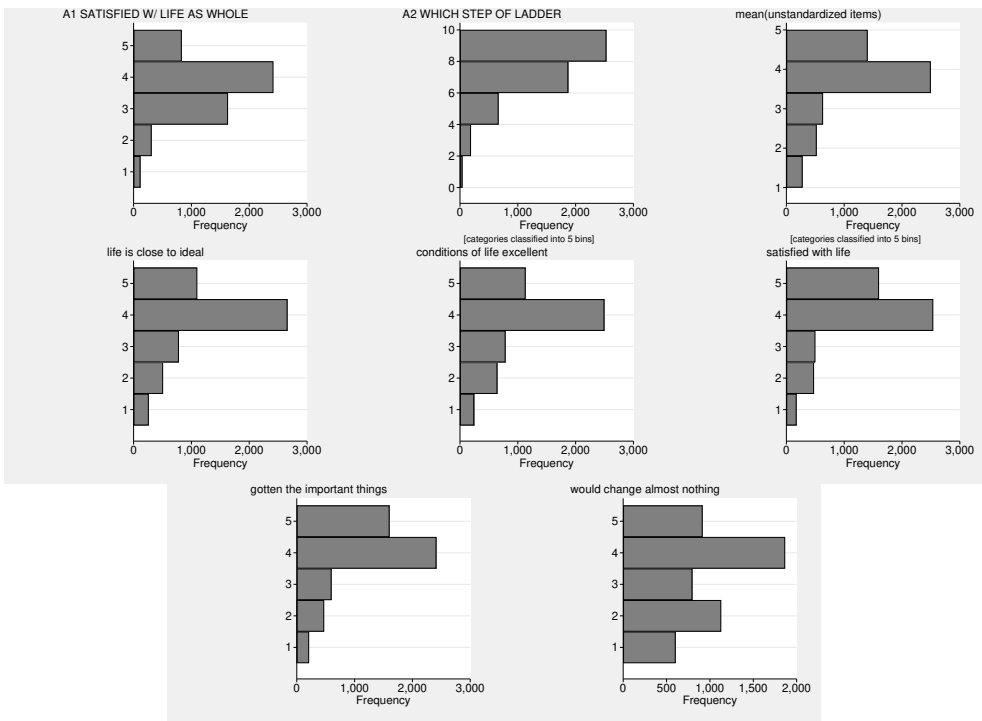 A1 SATISFIED W/ LIFE AS WHOLE
5
4
3
2
1
0 1,000 2,000 3,000
Frequency
A2 WHICH STEP OF LADDER
10
8
6
4
2
0
0 1,000 2,000 3,000
Frequency
[categories classified into 5 bins]
mean(unstandardized items)
5
4
3
2
1
0 1,000 2,000 3,000
Frequency
[categories classified into 5 bins]
life is close to ideal
5
4
3
2
1
0 1,000 2,000 3,000
Frequency
conditions of life excellent
5
4
3
2
1
0 1,000 2,000 3,000
Frequency
satisfied with life
5
4
3
2
1
0 1,000 2,000 3,000
Frequency
gotten the important things
5
4
3
2
1
0 1,000 2,000 3,000
Frequency
would change almost nothing
5
4
3
2
1
0 500 1,000 1,500 2,000
Frequency